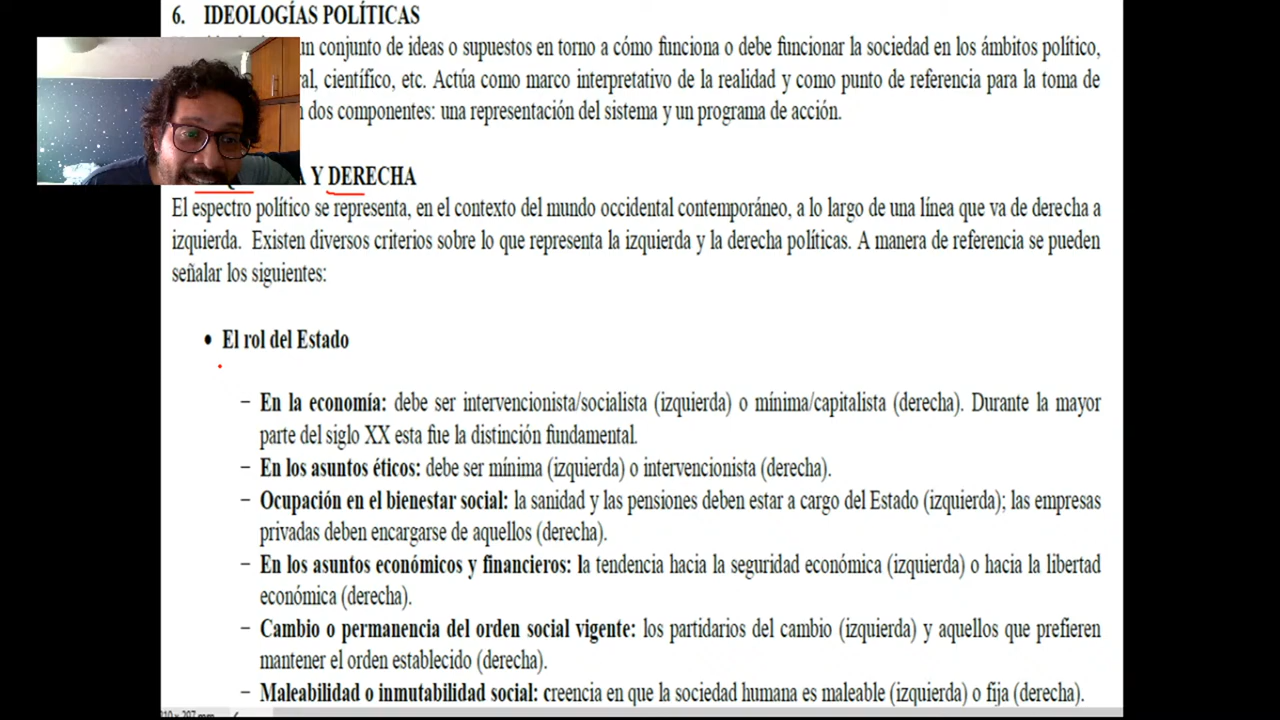 6. IDEOLOGÍAS POLÍTICAS
un conjunto de ideas o supuestos en torno a cómo funciona o debe funcionar la sociedad en los ámbitos político,
científico, etc. Actúa como marco interpretativo de la realidad y como punto de referencia para la toma de
dos componentes: una representación del sistema y un programa de acción.
Y DERECHA
El espectro político se representa, en el contexto del mundo occidental contemporáneo, a lo largo de una línea que va de derecha a
izquierda. Existen diversos criterios sobre lo que representa la izquierda y la derecha políticas. A manera de referencia se pueden
señalar los siguientes:
• El rol del Estado
− En la economía: debe ser intervencionista/socialista (izquierda) o mínima/capitalista (derecha). Durante la mayor
parte del siglo XX esta fue la distinción fundamental.
− En los asuntos éticos: debe ser mínima (izquierda) o intervencionista (derecha).
− Ocupación en el bienestar social: la sanidad y las pensiones deben estar a cargo del Estado (izquierda); las empresas
privadas deben encargarse de aquellos (derecha).
− En los asuntos económicos y financieros: la tendencia hacia la seguridad económica (izquierda) o hacia la libertad
económica (derecha).
− Cambio o permanencia del orden social vigente: los partidarios del cambio (izquierda) y aquellos que prefieren
mantener el orden establecido (derecha).
− Maleabilidad o inmutabilidad social: creencia en que la sociedad humana es maleable (izquierda) o fija (derecha).